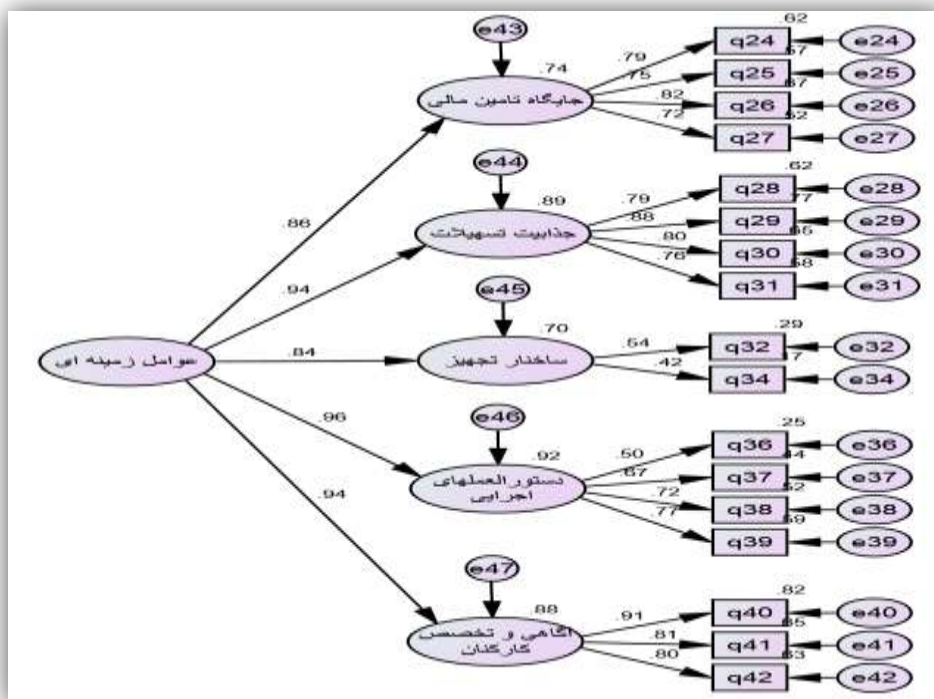 e43
.62
.74
.79
q24
e24
.57
.75
q25
e25
.67
جایگاه تامین مالی
.82
q26
e26
.52
.72
q27
e27
.86
e44
.62
.89
.79
q28
e28
.77
.88
q29
e29
.65
جذابیت تسهیلات
.80
q30
e30
.58
.76
q31
e31
.94
e45
.29
.70
.54
q32
e32
.17
عوامل زمینه ای
.84
ساختار تجهیز
.42
q34
e34
.96
e46
.25
.92
.50
q36
e36
.44
.67
q37
e37
.52
دستورالعملهای
اجرایی
.72
q38
e38
.59
.77
q39
e39
.94
e47
.82
.88
.91
q40
e40
.65
آگاهی و تخصص
کارکنان
.81
q41
e41
.63
.80
q42
e42